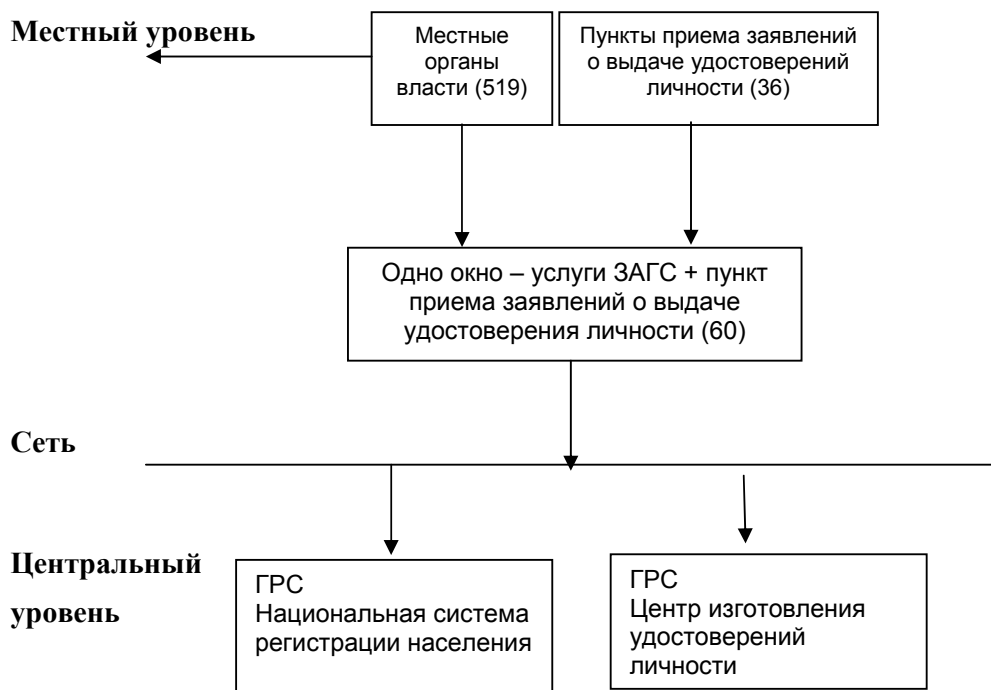 Местный уровень
Местные
органы
власти (519)
Пункты приема заявлений
о выдаче удостоверений
личности (36)
Одно окно – услуги ЗАГС + пункт
приема заявлений о выдаче
удостоверения личности (60)
Сеть
Центральный
уровень
ГРС
Национальная система
регистрации населения
ГРС
Центр изготовления
удостоверений
личности